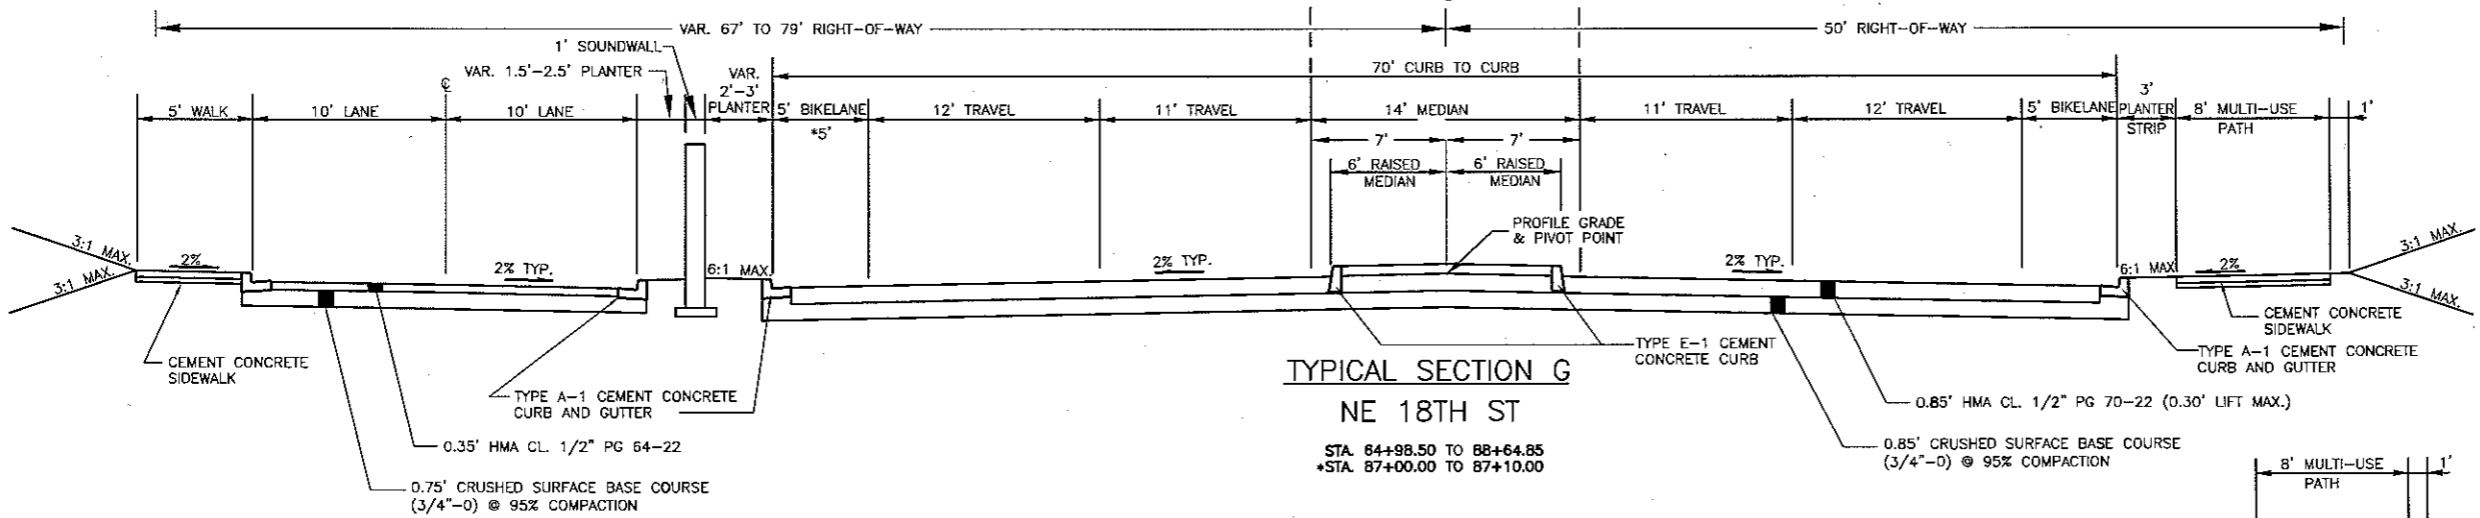 VAR. 67' TO 79' RIGHT-OF-WAY
50' RIGHT-OF-WAY
1' SOUNDWALL
VAR. 1.5'-2.5' PLANTER
VAR.
2'-3'
PLANTER
70' CURB TO CURB
℄
5' WALK
10' LANE
10' LANE
5' BIKELANE
*5'
12' TRAVEL
11' TRAVEL
14' MEDIAN
11' TRAVEL
12' TRAVEL
5' BIKELANE
3'
PLANTER
STRIP
8' MULTI-USE
PATH
1'
7'
7'
6' RAISED
MEDIAN
6' RAISED
MEDIAN
PROFILE GRADE
& PIVOT POINT
3:1 MAX.
3:1 MAX.
2%
2% TYP.
6:1 MAX.
2% TYP.
2% TYP.
6:1 MAX
2%
3:1 MAX.
3:1 MAX.
CEMENT CONCRETE
SIDEWALK
TYPE A-1 CEMENT CONCRETE
CURB AND GUTTER
0.35' HMA CL. 1/2" PG 64-22
0.75' CRUSHED SURFACE BASE COURSE
(3/4"-0) @ 95% COMPACTION
TYPE E-1 CEMENT
CONCRETE CURB
CEMENT CONCRETE
SIDEWALK
TYPE A-1 CEMENT CONCRETE
CURB AND GUTTER
0.85' HMA CL. 1/2" PG 70-22 (0.30' LIFT MAX.)
0.85' CRUSHED SURFACE BASE COURSE
(3/4"-0) @ 95% COMPACTION
TYPICAL SECTION G
NE 18TH ST
STA. 64+98.50 TO 88+64.85
*STA. 87+00.00 TO 87+10.00
8' MULTI-USE
PATH
1'